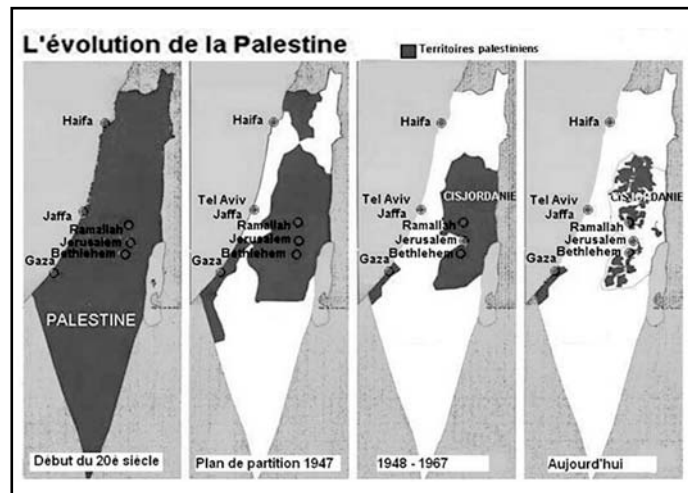 L'évolution de la Palestine
Territoires palestiniens
Haifa
Jaffa
Ramallah
Jerusalem
Bethlehem
Gaza
PALESTINE
Début du 20è siècle
Haifa
Tel Aviv
Jaffa
Ramallah
Jerusalem
Bethlehem
Gaza
Plan de partition 1947
Haifa
CISJORDANIE
Tel Aviv
Jaffa
Ramallah
Jerusalem
Bethlehem
Gaza
1948 - 1967
Haifa
CISJORDANIE
Tel Aviv
Jaffa
Ramallah
Jerusalem
Bethlehem
Gaza
Aujourd'hui